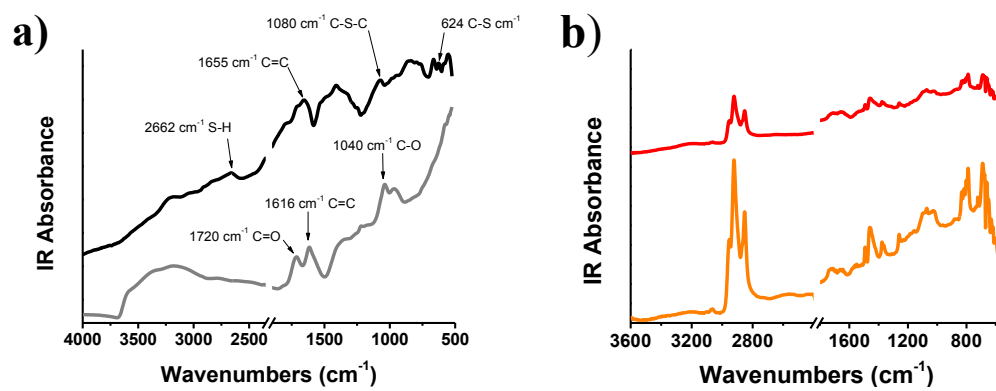 a)
1080 cm⁻¹ C-S-C
624 C-S cm⁻¹
1655 cm⁻¹ C=C
2662 cm⁻¹ S-H
1040 cm⁻¹ C-O
1616 cm⁻¹ C=C
1720 cm⁻¹ C=O
IR Absorbance
4000 3500 3000 2500 1500 1000 500
Wavenumbers (cm⁻¹)
b)
IR Absorbance
3600 3200 2800 1600 1200 800
Wavenumbers (cm⁻¹)